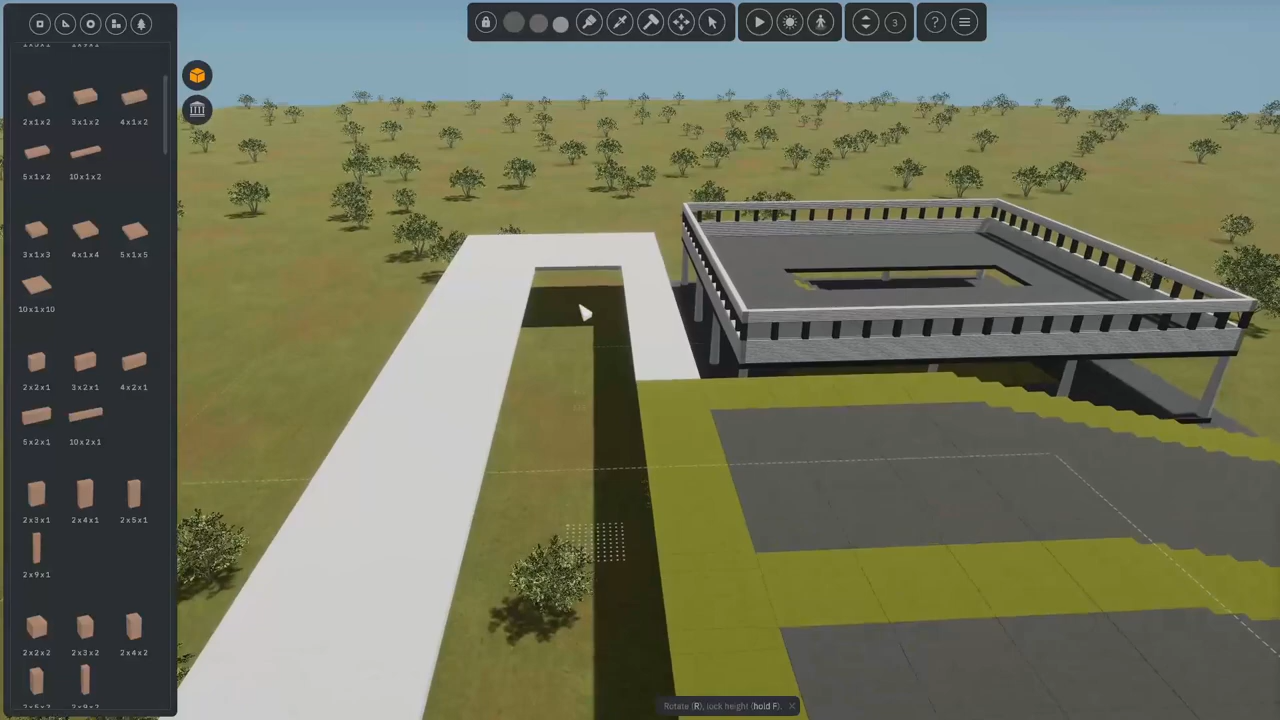 3
2x1x2 3x1x2 4x1x2
5x1x2 10x1x2
3x1x3 4x1x4 5x1x5
10x1x10
2x2x1 3x2x1 4x2x1
5x2x1 10x2x1
2x3x1 2x4x1 2x5x1
2x9x1
2x2x2 2x3x2 2x4x2
Rotate (R), lock height (hold F).